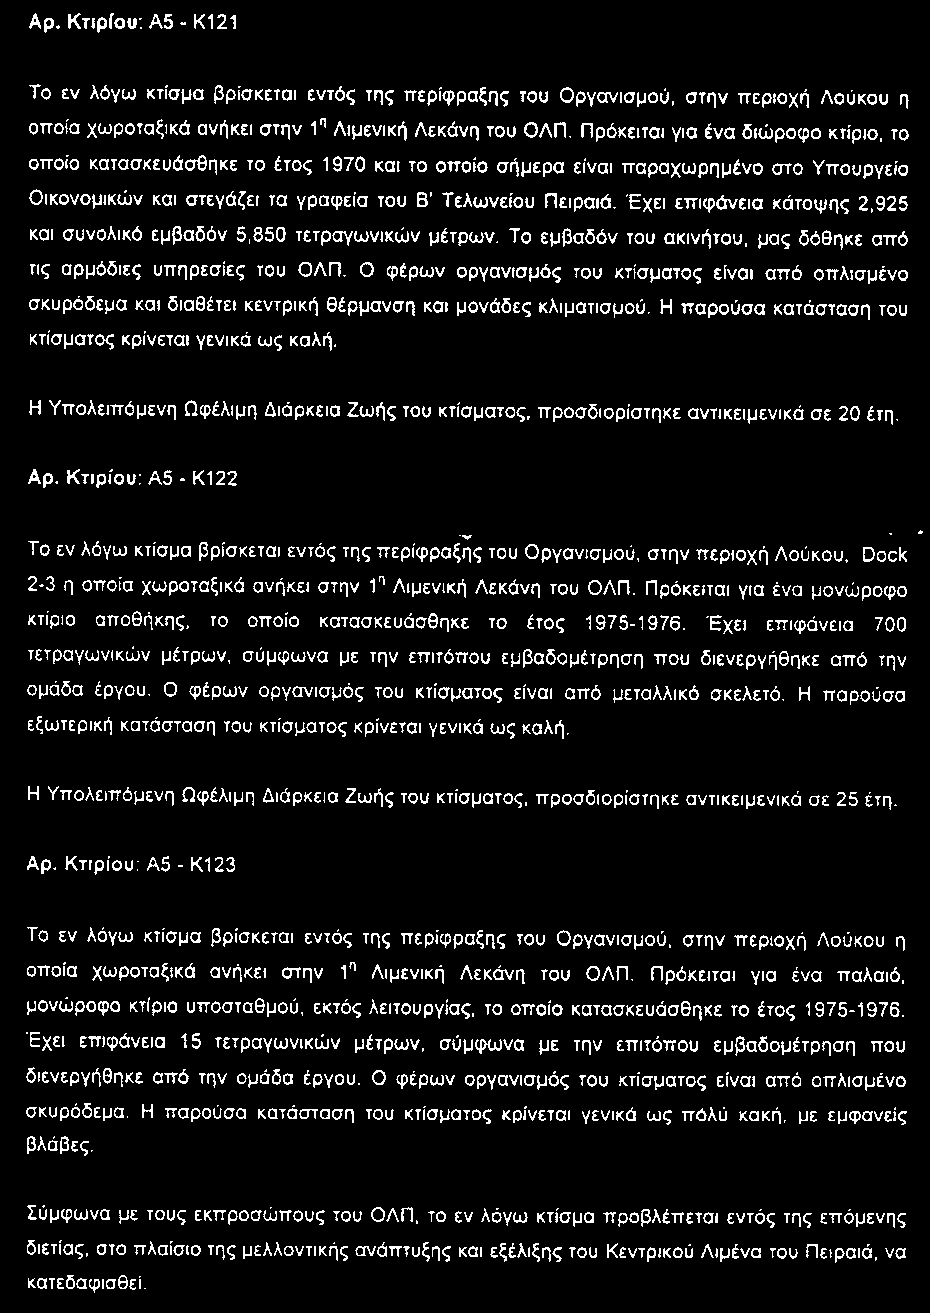 Αρ. Κτιρίου: Α5 - Κ121
Το εν λόγω κτίσμα βρίσκεται εντός της περίφραξης του Οργανισμού, στην περιοχή Λούκου η
οποία χωροταξικά ανήκει στην 1η Λιμενική Λεκάνη του ΟΛΠ. Πρόκειται για ένα διώροφο κτίριο, το
οποίο κατασκευάσθηκε το έτος 1970 και το οποίο σήμερα είναι παραχωρημένο στο Υπουργείο
Οικονομικών και στεγάζει τα γραφεία του Β' Τελωνείου Πειραιά. Έχει επιφάνεια κάτοψης 2,925
και συνολικό εμβαδόν 5,850 τετραγωνικών μέτρων. Το εμβαδόν του ακινήτου, μας δόθηκε από
τις αρμόδιες υπηρεσίες του ΟΛΠ. Ο φέρων οργανισμός του κτίσματος είναι από οπλισμένο
σκυρόδεμα και διαθέτει κεντρική θέρμανση και μονάδες κλιματισμού. Η παρούσα κατάσταση του
κτίσματος κρίνεται γενικά ως καλή.
Η Υπολειπόμενη Ωφέλιμη Διάρκεια Ζωής του κτίσματος, προσδιορίστηκε αντικειμενικά σε 20 έτη.
Αρ. Κτιρίου: Α5 - Κ122
Το εν λόγω κτίσμα βρίσκεται εντός της περίφραξης του Οργανισμού, στην περιοχή Λούκου, Dock
2-3 η οποία χωροταξικά ανήκει στην 1η Λιμενική Λεκάνη του ΟΛΠ. Πρόκειται για ένα μονώροφο
κτίριο αποθήκης, το οποίο κατασκευάσθηκε το έτος 1975-1976. Έχει επιφάνεια 700
τετραγωνικών μέτρων, σύμφωνα με την επιτόπου εμβαδομέτρηση που διενεργήθηκε από την
ομάδα έργου. Ο φέρων οργανισμός του κτίσματος είναι από μεταλλικό σκελετό. Η παρούσα
εξωτερική κατάσταση του κτίσματος κρίνεται γενικά ως καλή.
Η Υπολειπόμενη Ωφέλιμη Διάρκεια Ζωής του κτίσματος, προσδιορίστηκε αντικειμενικά σε 25 έτη.
Αρ. Κτιρίου: Α5 - Κ123
Το εν λόγω κτίσμα βρίσκεται εντός της περίφραξης του Οργανισμού, στην περιοχή Λούκου η
οποία χωροταξικά ανήκει στην 1η Λιμενική Λεκάνη του ΟΛΠ. Πρόκειται για ένα παλαιό,
μονώροφο κτίριο υποσταθμού, εκτός λειτουργίας, το οποίο κατασκευάσθηκε το έτος 1975-1976.
Έχει επιφάνεια 15 τετραγωνικών μέτρων, σύμφωνα με την επιτόπου εμβαδομέτρηση που
διενεργήθηκε από την ομάδα έργου. Ο φέρων οργανισμός του κτίσματος είναι από οπλισμένο
σκυρόδεμα. Η παρούσα κατάσταση του κτίσματος κρίνεται γενικά ως πόλύ κακή, με εμφανείς
βλάβες.
Σύμφωνα με τους εκπροσώπους του ΟΛΠ, το εν λόγω κτίσμα προβλέπεται εντός της επόμενης
διετίας, στο πλαίσιο της μελλοντικής ανάπτυξης και εξέλιξης του Κεντρικού Λιμένα του Πειραιά, να
κατεδαφισθεί.